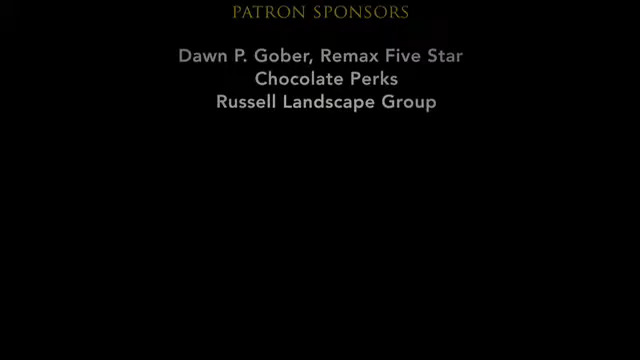 PATRON SPONSORS
Dawn P. Gober, Remax Five Star
Chocolate Perks
Russell Landscape Group